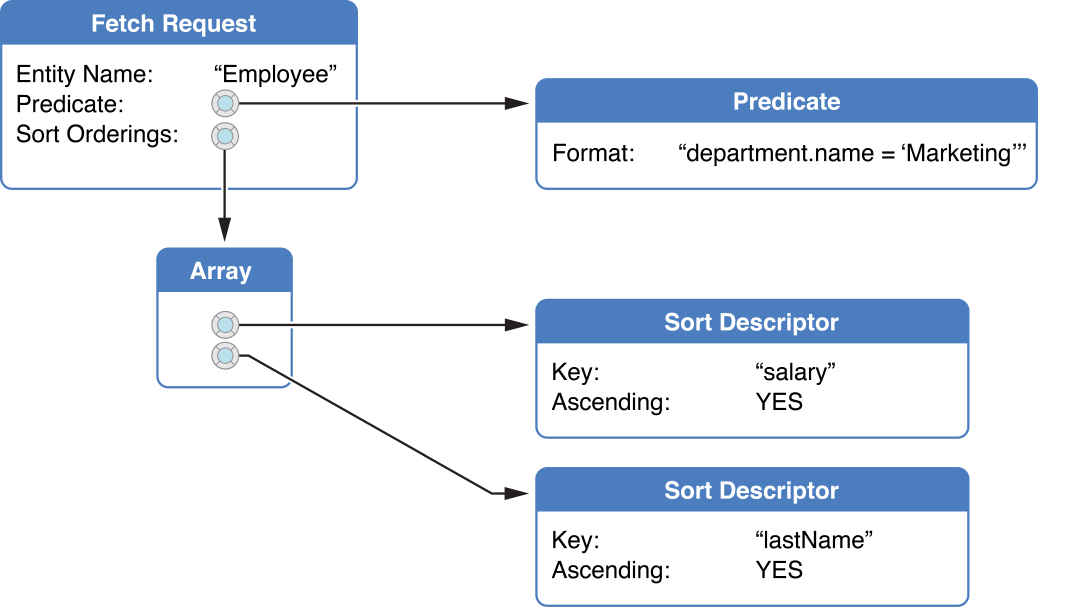 Fetch Request
Entity Name: “Employee”
Predicate:
Sort Orderings:
Predicate
Format: “department.name = ‘Marketing’”
Array
Sort Descriptor
Key: “salary”
Ascending: YES
Sort Descriptor
Key: “lastName”
Ascending: YES